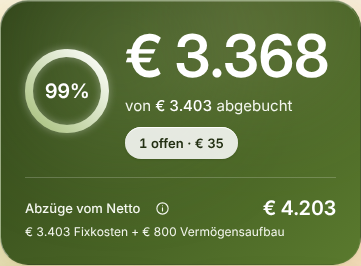 99%
€ 3.368
von € 3.403 abgebucht
1 offen · € 35
Abzüge vom Netto ⓘ € 4.203
€ 3.403 Fixkosten + € 800 Vermögensaufbau